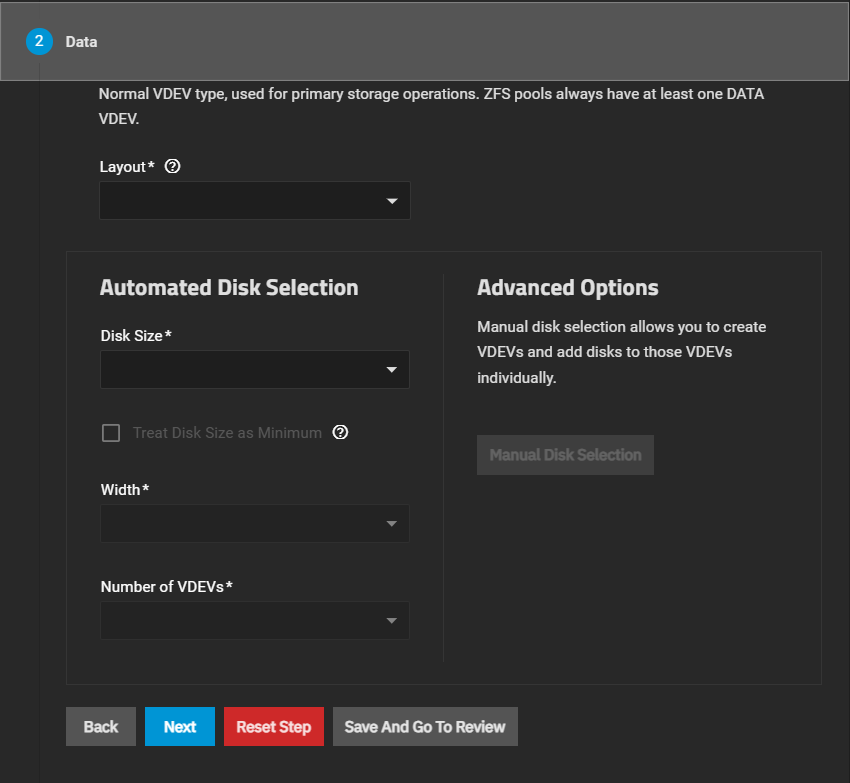 2 Data
Normal VDEV type, used for primary storage operations. ZFS pools always have at least one DATA
VDEV.
Layout*
Automated Disk Selection
Disk Size*
Treat Disk Size as Minimum
Width*
Number of VDEVs*
Advanced Options
Manual disk selection allows you to create
VDEVs and add disks to those VDEVs
individually.
Manual Disk Selection
Back Next Reset Step Save And Go To Review